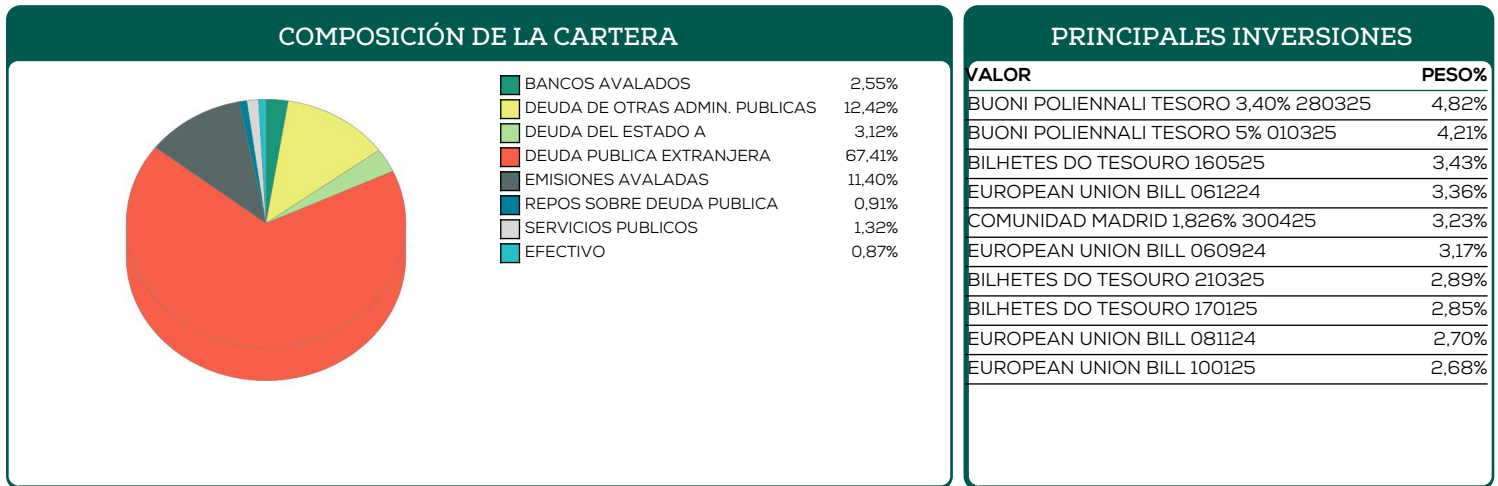 COMPOSICIÓN DE LA CARTERA
BANCOS AVALADOS 2,55%
DEUDA DE OTRAS ADMIN. PUBLICAS 12,42%
DEUDA DEL ESTADO A 3,12%
DEUDA PUBLICA EXTRANJERA 67,41%
EMISIONES AVALADAS 11,40%
REPOS SOBRE DEUDA PUBLICA 0,91%
SERVICIOS PUBLICOS 1,32%
EFECTIVO 0,87%
PRINCIPALES INVERSIONES
VALOR PESO%
BUONI POLIENNALI TESORO 3,40% 280325 4,82%
BUONI POLIENNALI TESORO 5% 010325 4,21%
BILHETES DO TESOURO 160525 3,43%
EUROPEAN UNION BILL 061224 3,36%
COMUNIDAD MADRID 1,826% 300425 3,23%
EUROPEAN UNION BILL 060924 3,17%
BILHETES DO TESOURO 210325 2,89%
BILHETES DO TESOURO 170125 2,85%
EUROPEAN UNION BILL 081124 2,70%
EUROPEAN UNION BILL 100125 2,68%